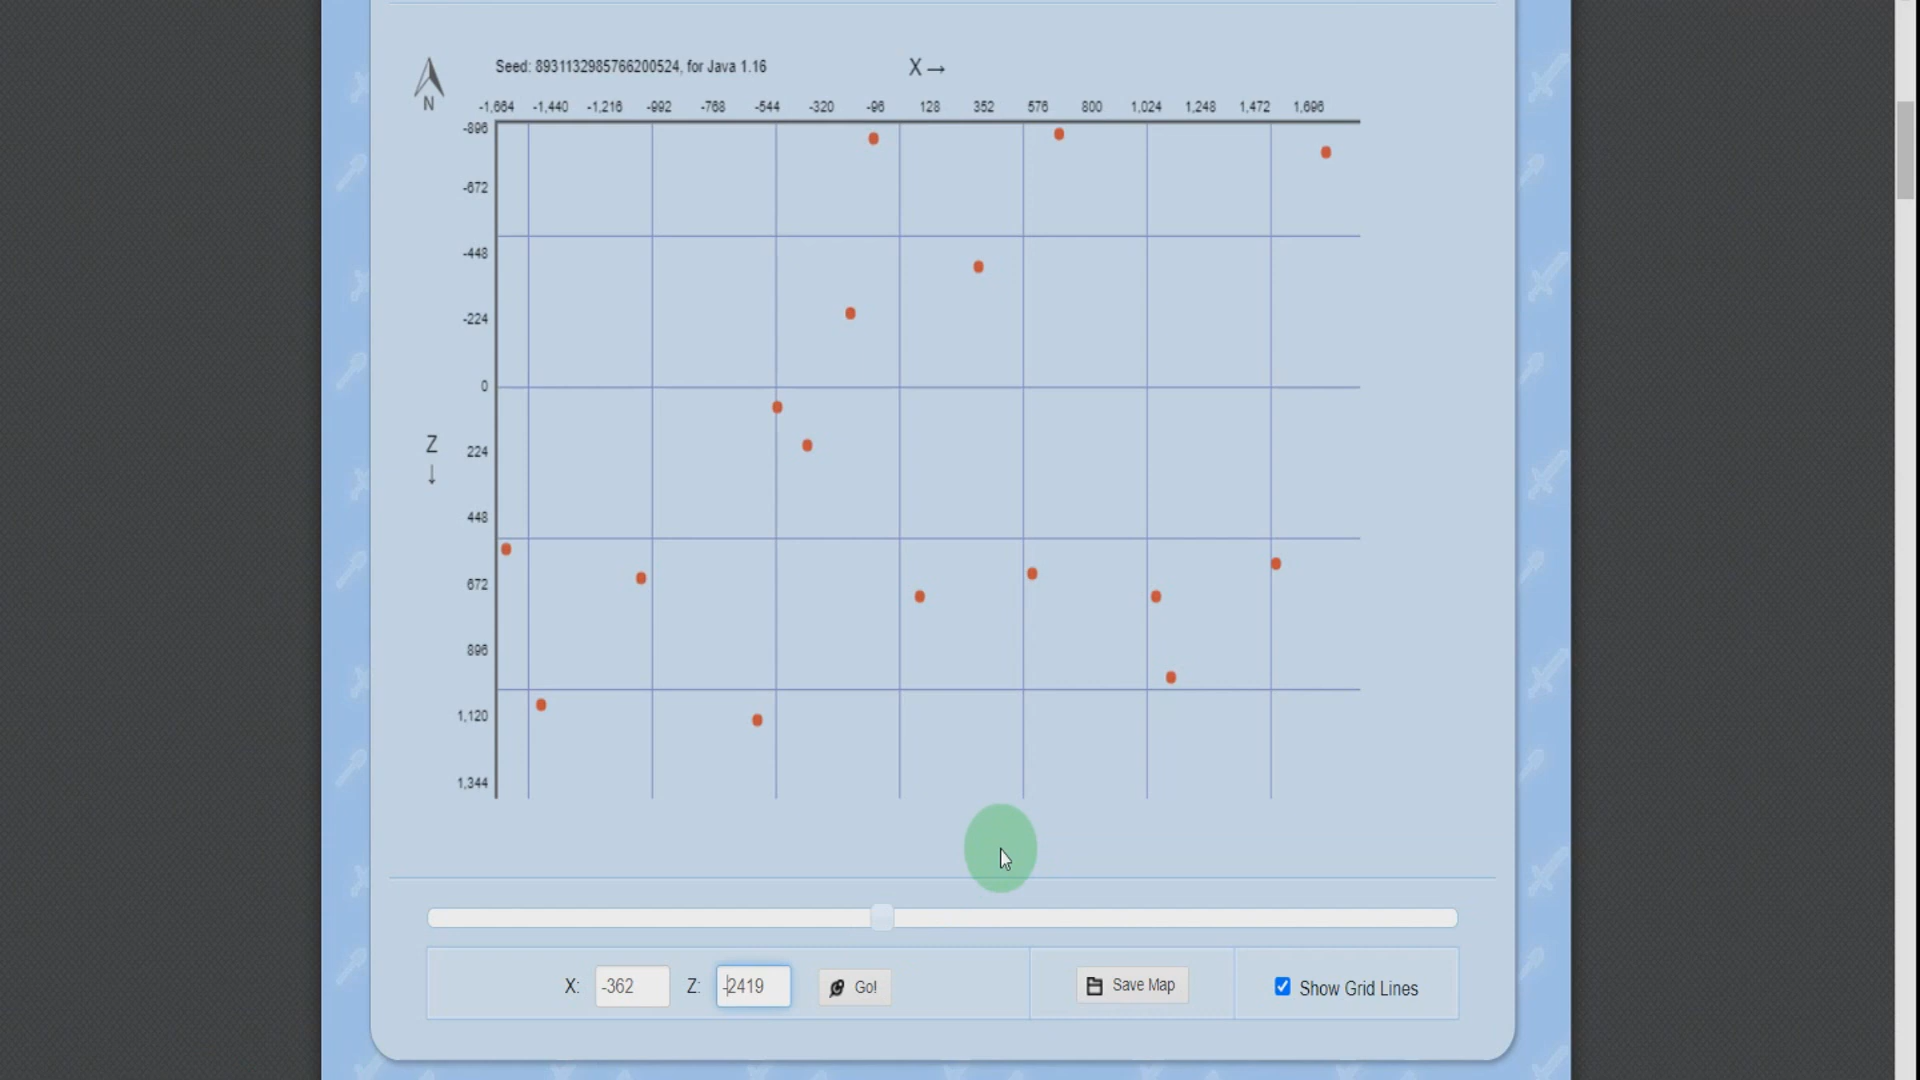 Seed: 8931132985766200524, for Java 1.16
X→
N
-1,664 -1,440 -1,216 -992 -768 -544 -320 -96 128 352 576 800 1,024 1,248 1,472 1,696
-896
-672
-448
-224
0
Z
↓
224
448
672
896
1,120
1,344
X: -362 Z: -2419 Go! Save Map Show Grid Lines